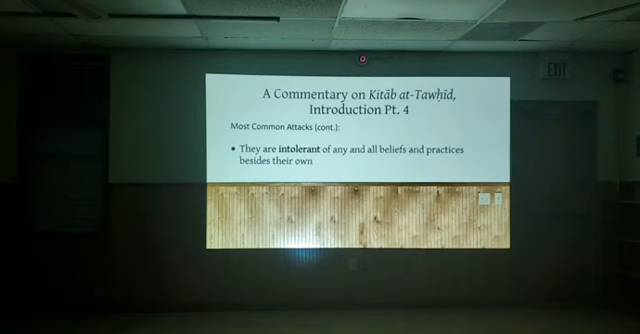 A Commentary on Kitāb at-Tawḥīd,
Introduction Pt. 4
Most Common Attacks (cont.):
• They are intolerant of any and all beliefs and practices
besides their own
EXIT